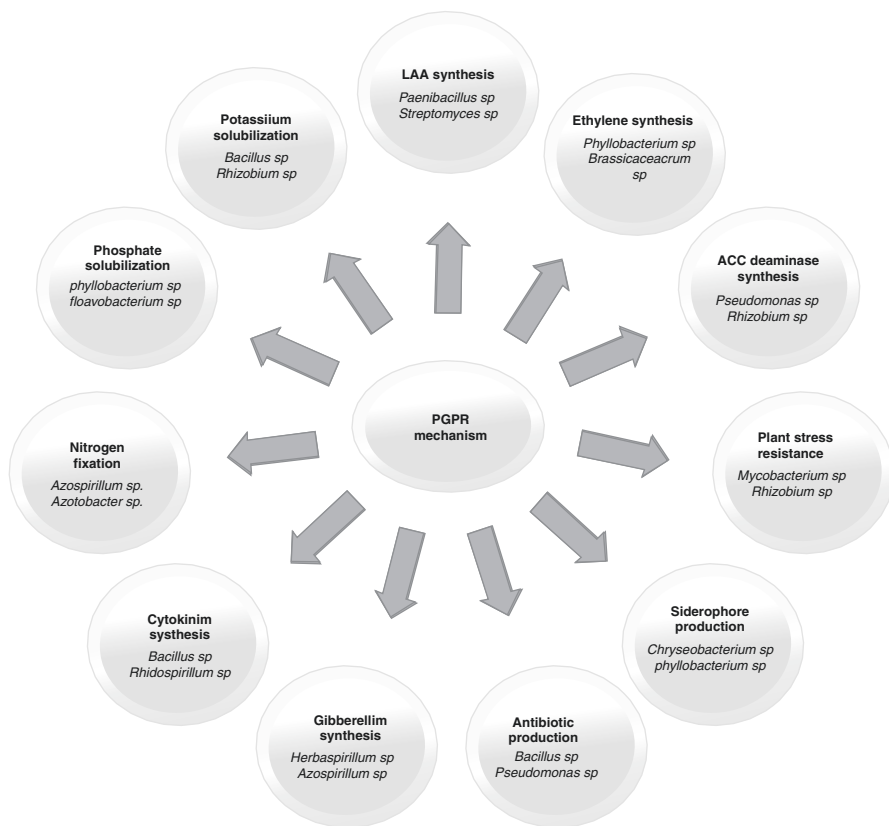 LAA synthesis
Paenibacillus sp
Streptomyces sp
Ethylene synthesis
Phyllobacterium sp
Brassicaceacrum
sp
ACC deaminase
synthesis
Pseudomonas sp
Rhizobium sp
Plant stress
resistance
Mycobacterium sp
Rhizobium sp
Siderophore
production
Chryseobacterium sp
phyllobacterium sp
Antibiotic
production
Bacillus sp
Pseudomonas sp
Gibberellim
synthesis
Herbaspirillum sp
Azospirillum sp
Cytokinim
systhesis
Bacillus sp
Rhidospirillum sp
Nitrogen
fixation
Azospirillum sp.
Azotobacter sp.
Phosphate
solubilization
phyllobacterium sp
floavobacterium sp
Potassiium
solubilization
Bacillus sp
Rhizobium sp
PGPR
mechanism